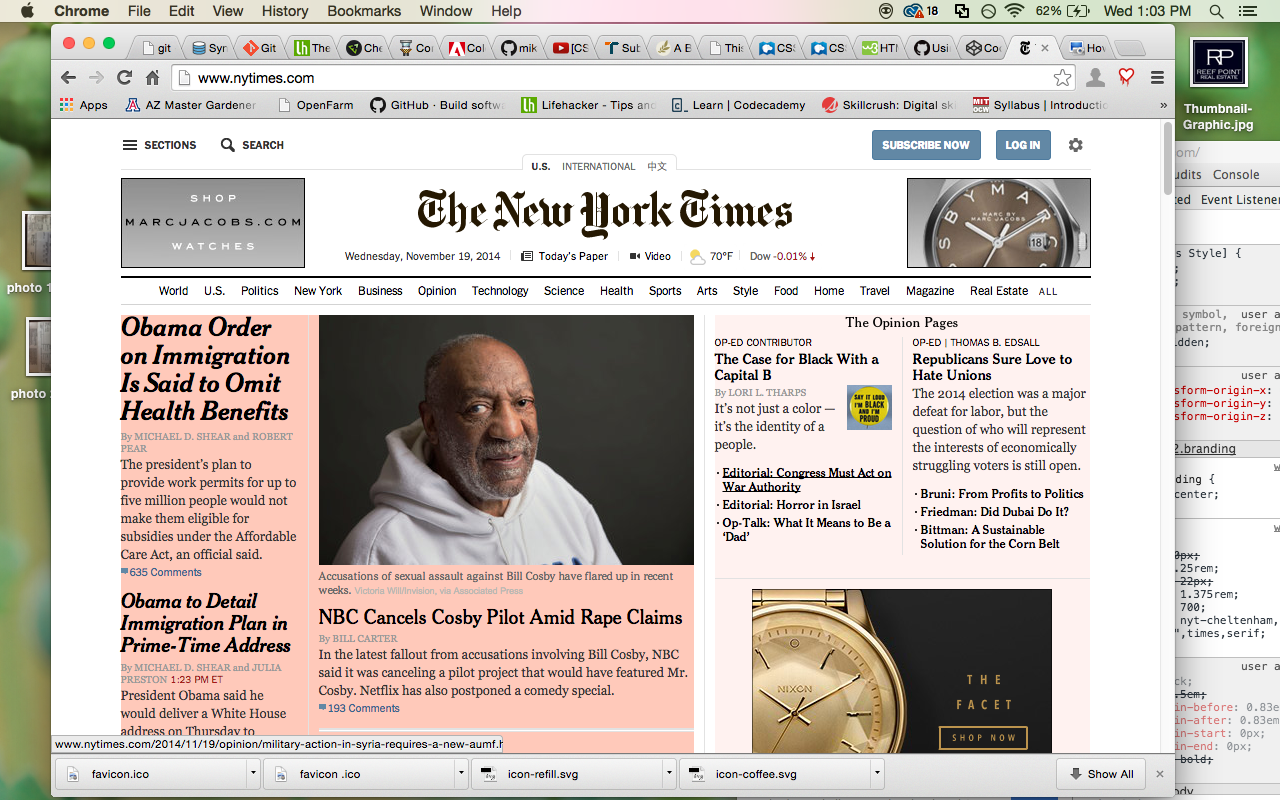 Chrome File Edit View History Bookmarks Window Help 18 62% Wed 1:03 PM
git Syr Git The Che Co Col mik [CS Sub A B This CS CS HTM Usi Co Hov
www.nytimes.com
Apps AZ Master Gardener OpenFarm GitHub · Build softwa Lifehacker - Tips and Learn | Codecademy Skillcrush: Digital ski Syllabus | Introductio »
SECTIONS SEARCH SUBSCRIBE NOW LOG IN
U.S. INTERNATIONAL 中文
SHOP
MARCJACOBS.COM
WATCHES
The New York Times
BY MAR
MARC BY
MARC JACOBS
18
Wednesday, November 19, 2014 Today's Paper Video 70°F Dow -0.01%
World U.S. Politics New York Business Opinion Technology Science Health Sports Arts Style Food Home Travel Magazine Real Estate ALL
Obama Order
on Immigration
Is Said to Omit
Health Benefits
By MICHAEL D. SHEAR and ROBERT
PEAR
The president's plan to
provide work permits for up to
five million people would not
make them eligible for
subsidies under the Affordable
Care Act, an official said.
635 Comments
Obama to Detail
Immigration Plan in
Prime-Time Address
By MICHAEL D. SHEAR and JULIA
PRESTON 1:23 PM ET
President Obama said he
would deliver a White House
address on Thursday to
Accusations of sexual assault against Bill Cosby have flared up in recent
weeks. Victoria Will/Invision, via Associated Press
NBC Cancels Cosby Pilot Amid Rape Claims
By BILL CARTER
In the latest fallout from accusations involving Bill Cosby, NBC
said it was canceling a pilot project that would have featured Mr.
Cosby. Netflix has also postponed a comedy special.
193 Comments
The Opinion Pages
OP-ED CONTRIBUTOR
The Case for Black With a
Capital B
By LORI L. THARPS
It's not just a color —
it's the identity of a
people.
SAY IT LOUD
I'M BLACK
AND I'M
PROUD
· Editorial: Congress Must Act on
War Authority
· Editorial: Horror in Israel
· Op-Talk: What It Means to Be a
'Dad'
OP-ED | THOMAS B. EDSALL
Republicans Sure Love to
Hate Unions
The 2014 election was a major
defeat for labor, but the
question of who will represent
the interests of economically
struggling voters is still open.
· Bruni: From Profits to Politics
· Friedman: Did Dubai Do It?
· Bittman: A Sustainable
Solution for the Corn Belt
NIXON
THE
FACET
SHOP NOW
www.nytimes.com/2014/11/19/opinion/military-action-in-syria-requires-a-new-aumf.h
favicon.ico favicon .ico icon-refill.svg icon-coffee.svg Show All
RP
REEF POINT
REAL ESTATE
Thumbnail-
Graphic.jpg
photo 1
photo
om/
udits Console
ed Event Listener
s Style] {
;
}
symbol, user a
pattern, foreign
dden;
user a
sform-origin-x:
sform-origin-y:
sform-origin-z:
2.branding
ding {
center;
0px;
.25rem;
22px;
1.375rem;
700;
nyt-cheltenham,
",times,serif;
user a
ck;
.5em;
in-before: 0.83e
in-after: 0.83em
in-start: 0px;
in-end: 0px;
bold;
body